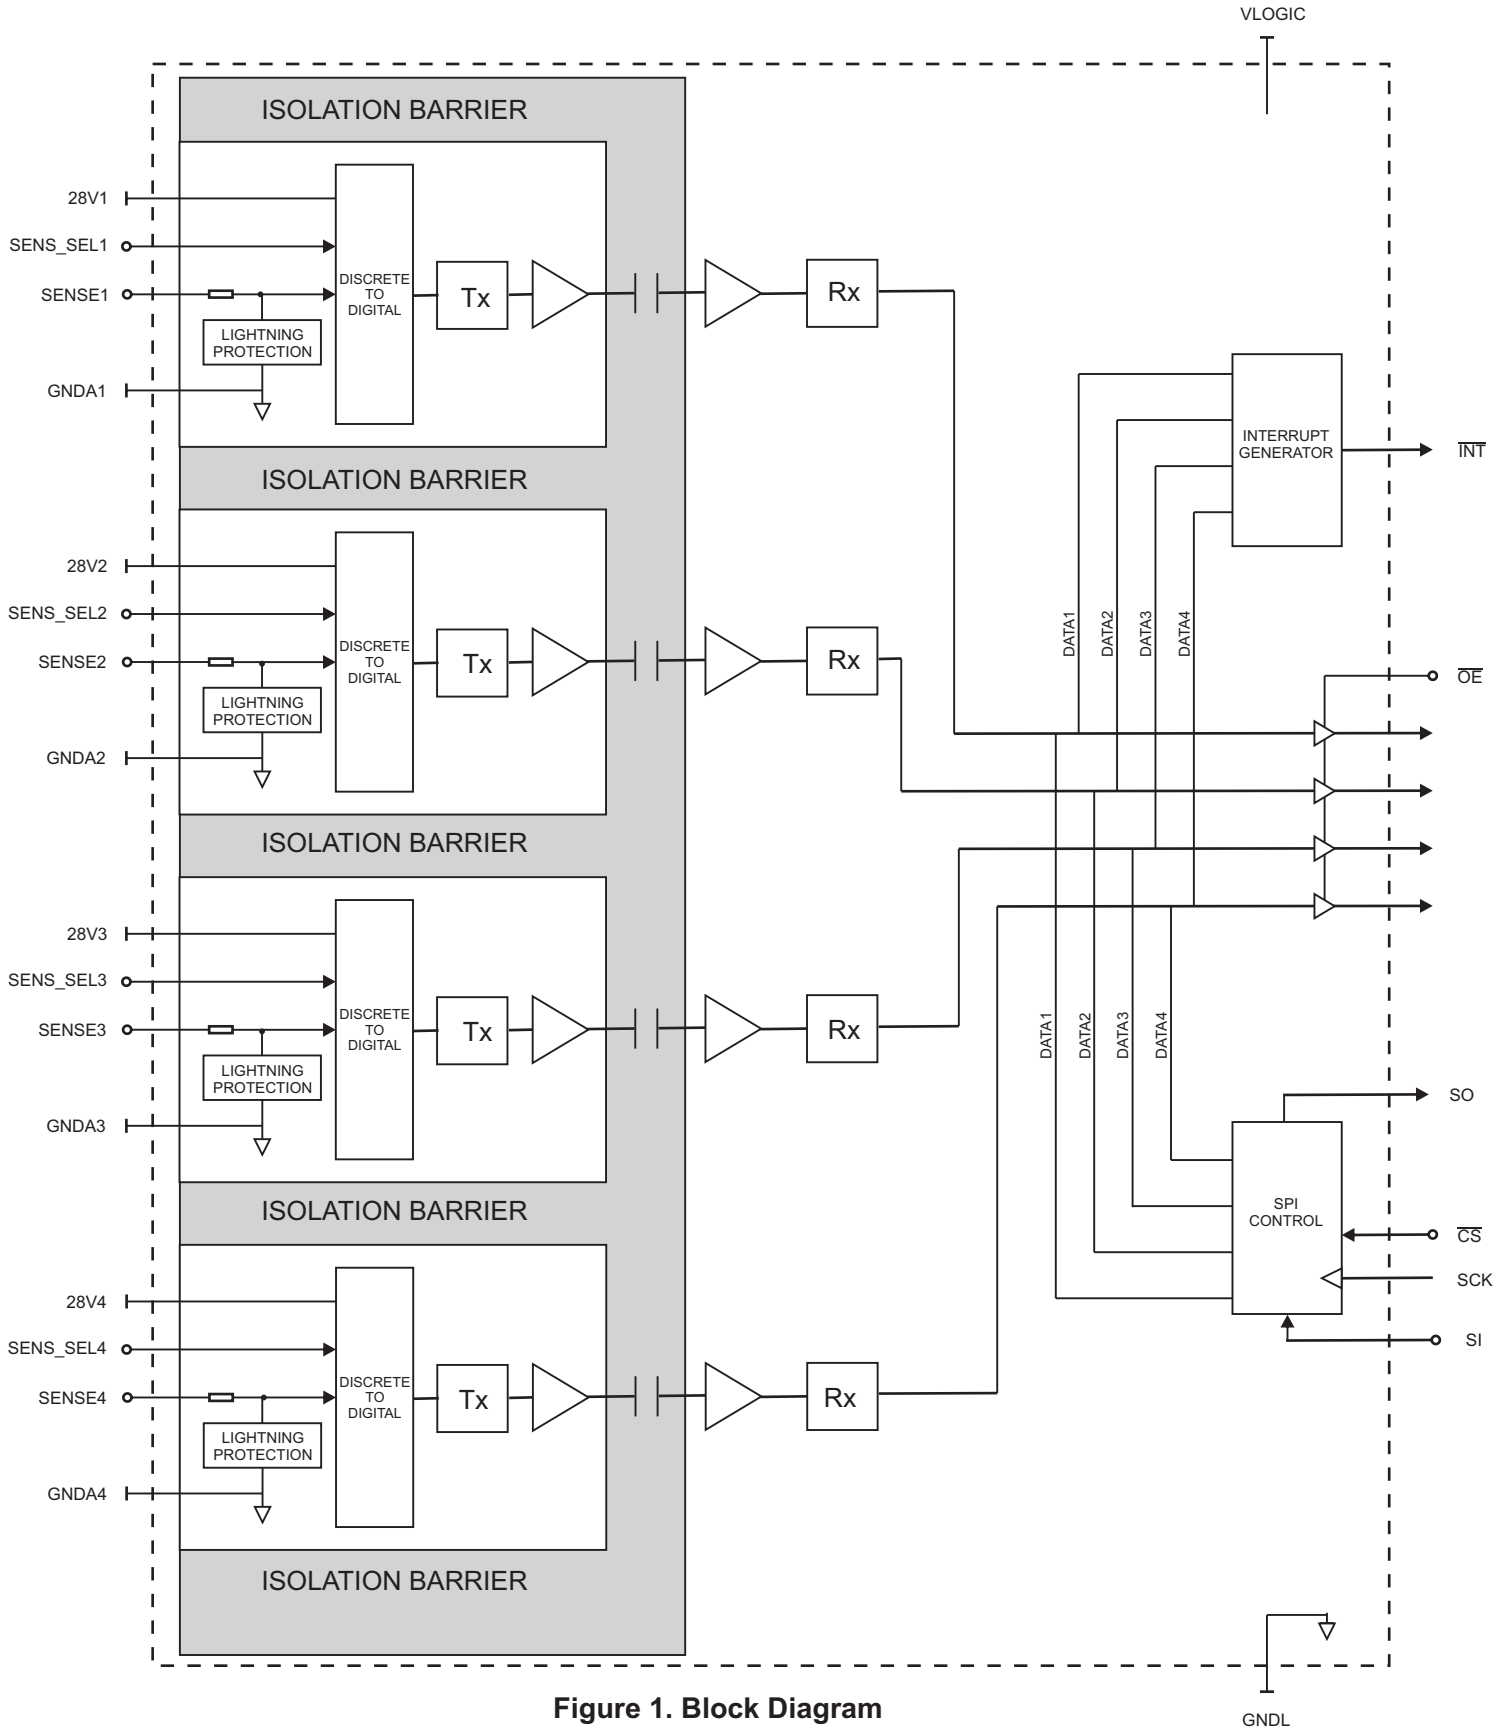 VLOGIC
ISOLATION BARRIER
28V1
SENS_SEL1
SENSE1
GNDA1
LIGHTNING
PROTECTION
DISCRETE
TO
DIGITAL
Tx
Rx
INTERRUPT
GENERATOR
INT
ISOLATION BARRIER
28V2
SENS_SEL2
SENSE2
GNDA2
LIGHTNING
PROTECTION
DISCRETE
TO
DIGITAL
Tx
Rx
DATA1
DATA2
DATA3
DATA4
OE
ISOLATION BARRIER
28V3
SENS_SEL3
SENSE3
GNDA3
LIGHTNING
PROTECTION
DISCRETE
TO
DIGITAL
Tx
Rx
DATA1
DATA2
DATA3
DATA4
SO
SPI
CONTROL
CS
SCK
SI
ISOLATION BARRIER
28V4
SENS_SEL4
SENSE4
GNDA4
LIGHTNING
PROTECTION
DISCRETE
TO
DIGITAL
Tx
Rx
ISOLATION BARRIER
Figure 1. Block Diagram
GNDL